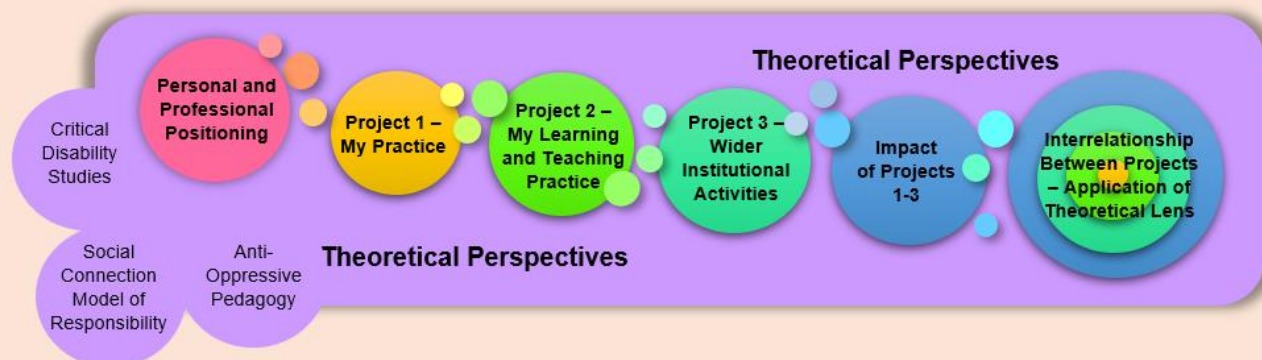 Theoretical Perspectives
Personal and
Professional
Positioning
Project 1 –
My Practice
Project 2 –
My Learning
and Teaching
Practice
Project 3 –
Wider
Institutional
Activities
Impact
of Projects
1-3
Interrelationship
Between Projects
– Application of
Theoretical Lens
Critical
Disability
Studies
Social
Connection
Model of
Responsibility
Anti-
Oppressive
Pedagogy
Theoretical Perspectives